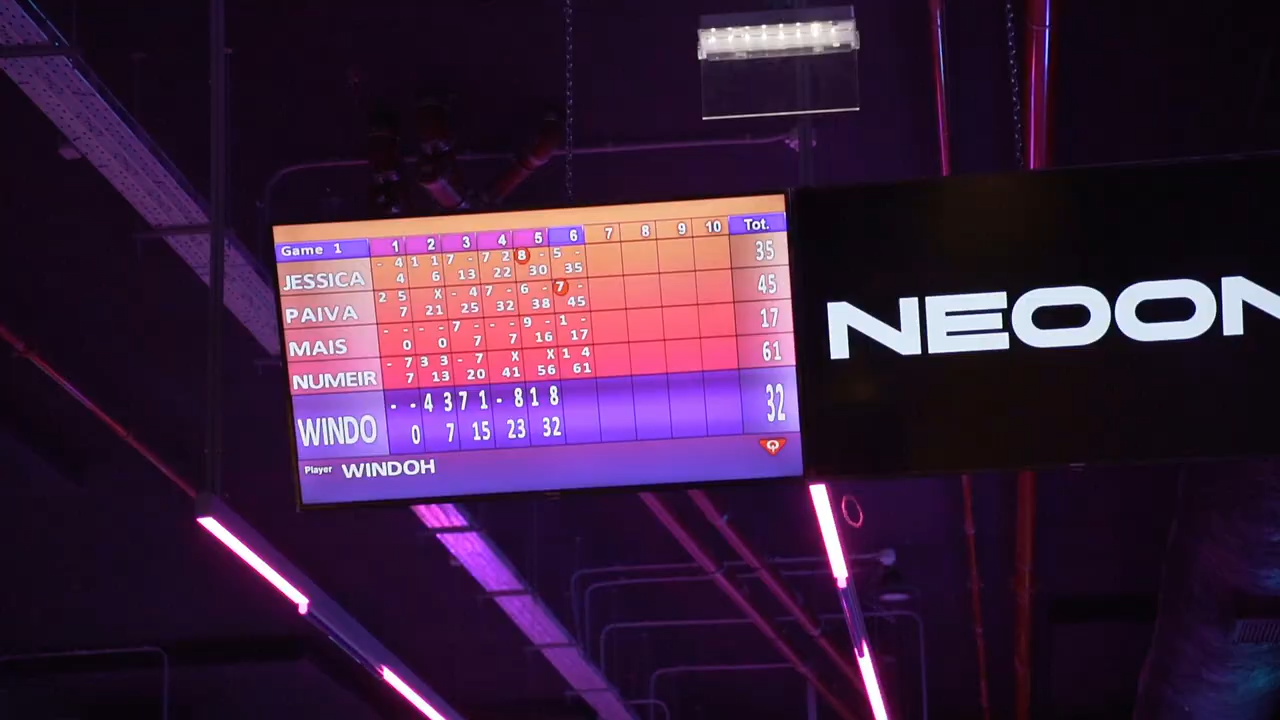 Game 1 1 2 3 4 5 6 7 8 9 10 Tot.
- 4 1 1 7 - 7 2 8 - 5 -
JESSICA 4 6 13 22 30 35 35
2 5 X - 4 7 - 6 - 7 -
PAIVA 7 21 25 32 38 45 45
- - - - 7 - - - 9 - 1 -
MAIS 0 0 7 7 16 17 17
- 7 3 3 - 7 X X 1 4
NUMEIR 7 13 20 41 56 61 61
- - 4 3 7 1 - 8 1 8
WINDO 0 7 15 23 32 32
Player WINDOH
NEOON